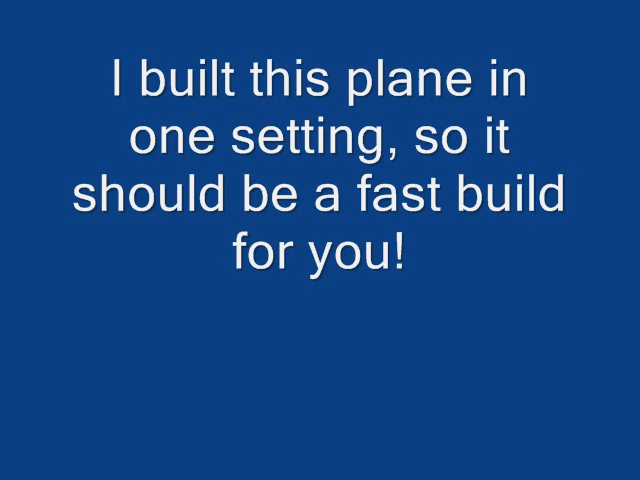 I built this plane in
one setting, so it
should be a fast build
for you!